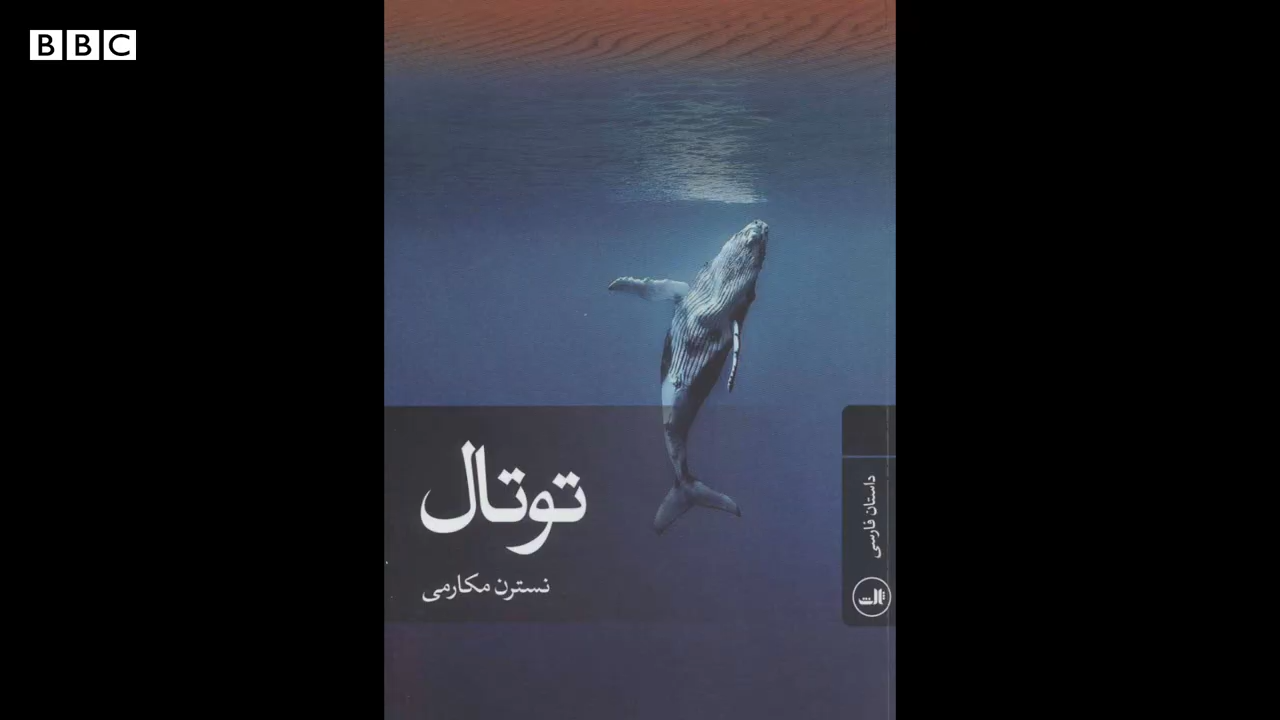 BBC
توتال
نسترن مکارمی
داستان فارسی
ثالث